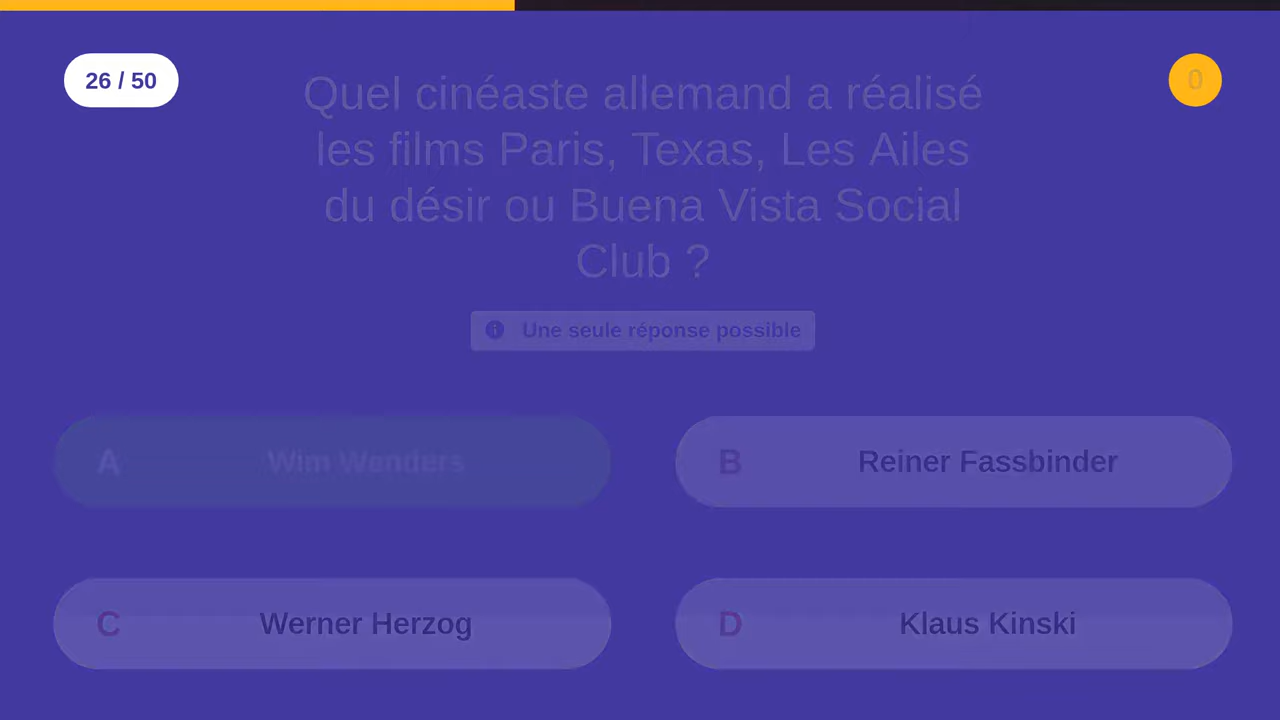 26 / 50
0
Quel cinéaste allemand a réalisé
les films Paris, Texas, Les Ailes
du désir ou Buena Vista Social
Club ?
Une seule réponse possible
A Wim Wenders
B Reiner Fassbinder
C Werner Herzog
D Klaus Kinski